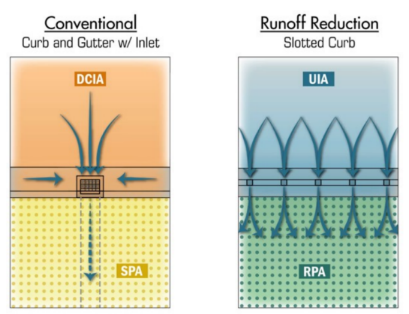 Conventional
Curb and Gutter w/ Inlet
DCIA
SPA
Runoff Reduction
Slotted Curb
UIA
RPA